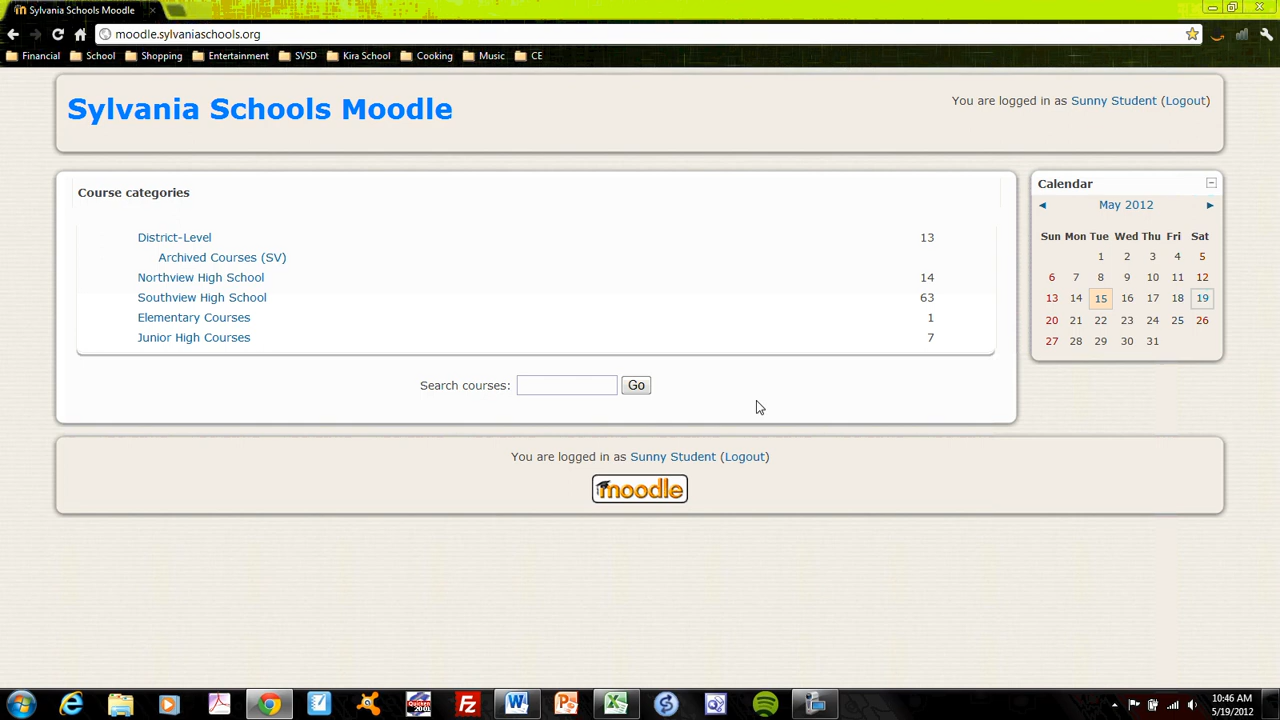 Sylvania Schools Moodle
moodle.sylvaniaschools.org
Financial School Shopping Entertainment SVSD Kira School Cooking Music CE
Sylvania Schools Moodle
You are logged in as Sunny Student (Logout)
Course categories
District-Level 13
Archived Courses (SV)
Northview High School 14
Southview High School 63
Elementary Courses 1
Junior High Courses 7
Search courses: Go
Calendar
◄ May 2012 ►
Sun Mon Tue Wed Thu Fri Sat
1 2 3 4 5
6 7 8 9 10 11 12
13 14 15 16 17 18 19
20 21 22 23 24 25 26
27 28 29 30 31
You are logged in as Sunny Student (Logout)
moodle
Quicken
2001
10:46 AM
5/19/2012